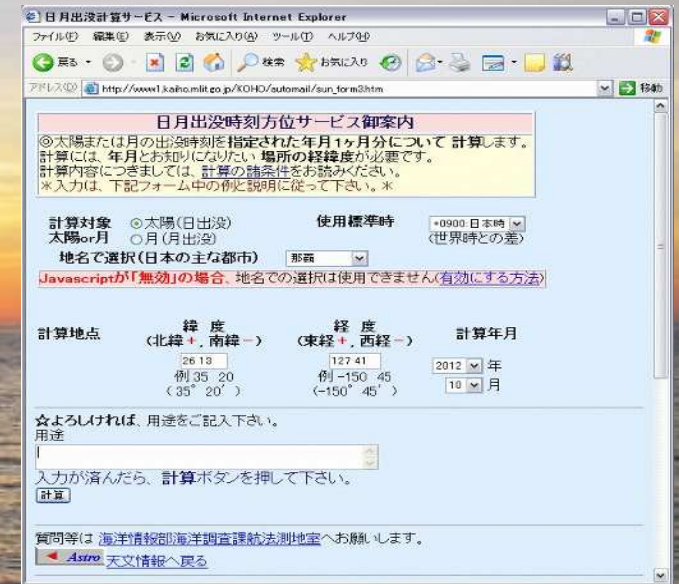 日月出没計算サービス - Microsoft Internet Explorer
ファイル(F) 編集(E) 表示(V) お気に入り(A) ツール(T) ヘルプ(H)
戻る 検索 お気に入り
アドレス(D) http://www1.kaiho.mlit.go.jp/KOHO/automail/sun_form3.htm 移動
日月出没時刻方位サービス御案内
◎太陽または月の出没時刻を指定された年月1ヶ月分について 計算します。
計算には、年月とお知りになりたい 場所の経緯度が必要です。
計算内容につきましては、計算の諸条件をお読みください。
*入力は、下記フォーム中の例と説明に従って下さい。*
計算対象 ◎太陽(日出没) 使用標準時 +0900:日本時
太陽or月 ○月(月出没) (世界時との差)
地名で選択(日本の主な都市) 那覇
Javascriptが「無効」の場合、地名での選択は使用できません(有効にする方法)
計算地点 緯 度 経 度 計算年月
(北緯+, 南緯-) (東経+, 西経-)
26 13 127 41 2012 年
例 35 20 例 -150 45 10 月
(35° 20′) (-150° 45′)
☆よろしければ、用途をご記入下さい。
用途
入力が済んだら、計算ボタンを押して下さい。
計算
質問等は 海洋情報部海洋調査課航法測地室へお願いします。
Astro 天文情報へ戻る